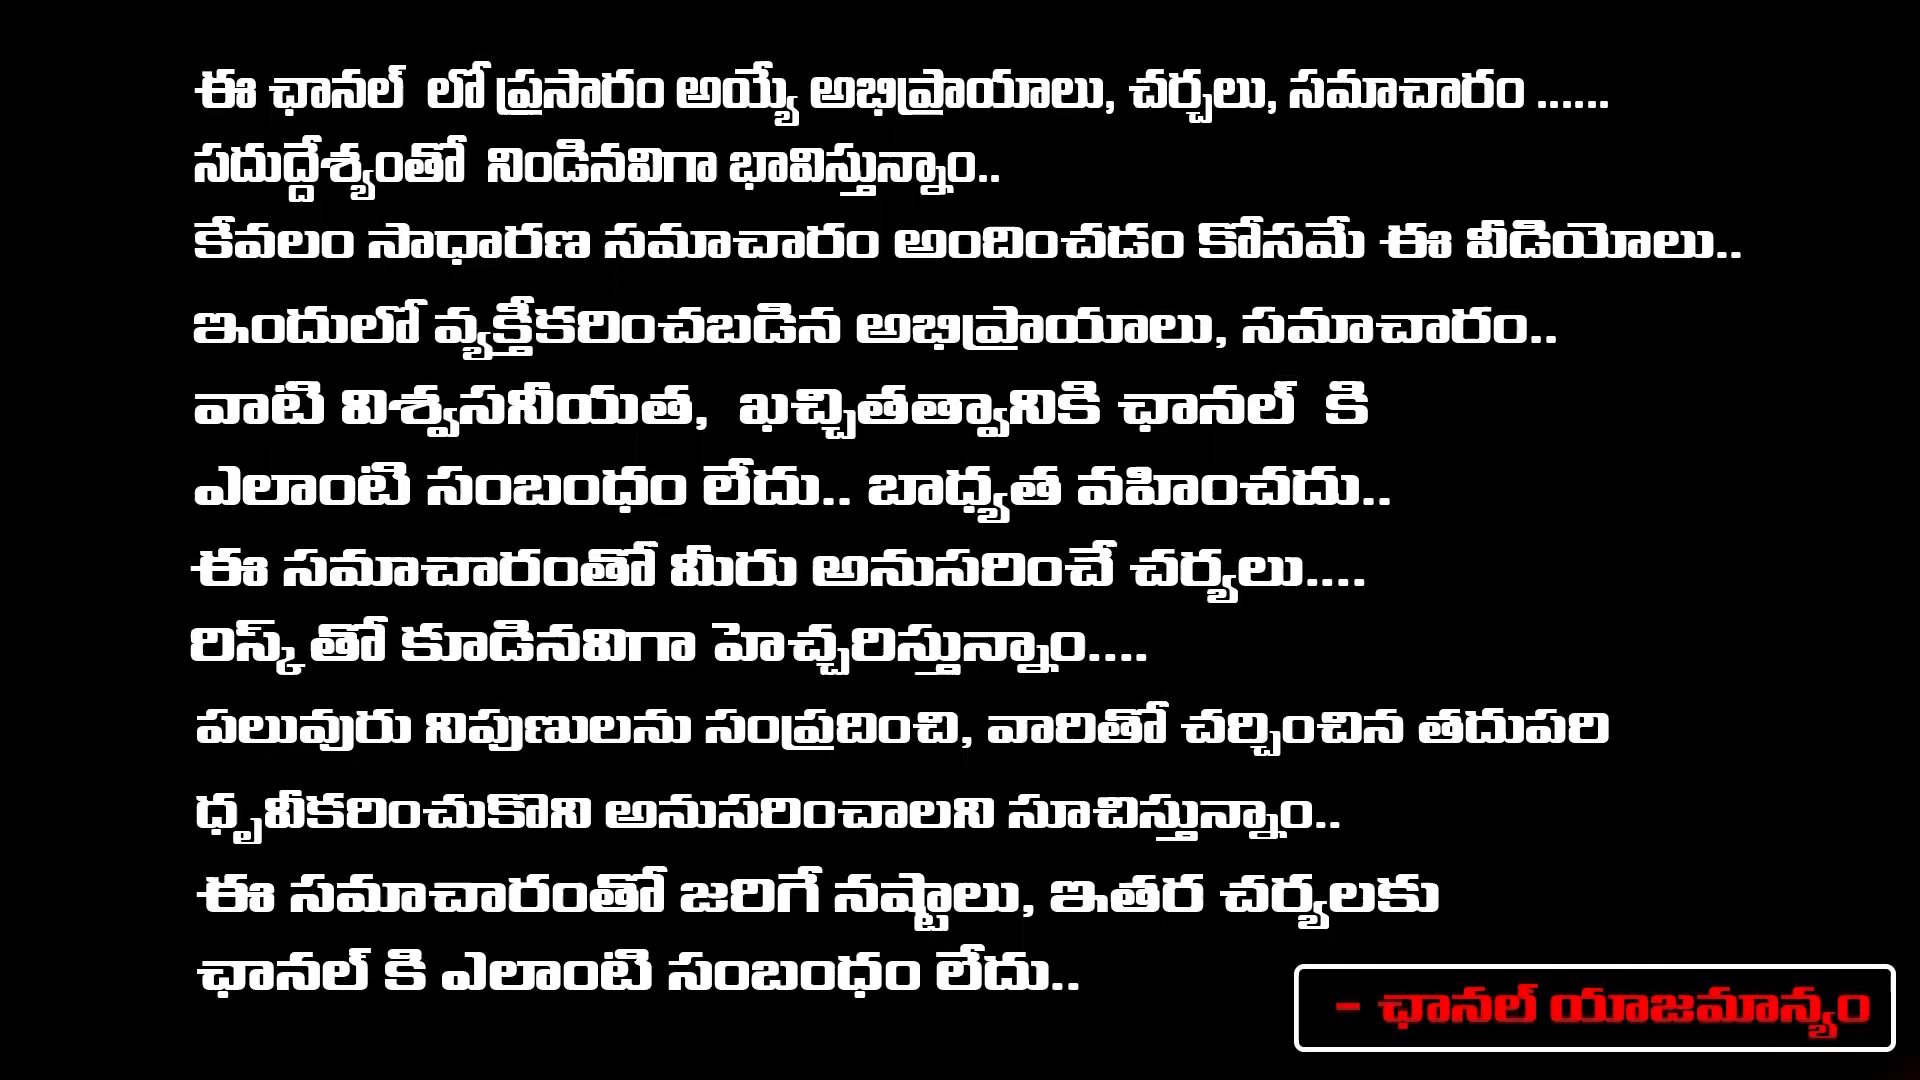 ఈ ఛానల్ లో ప్రసారం అయ్యే అభిప్రాయాలు, చర్చలు, సమాచారం ......
సదుద్దేశ్యంతో నిండినవిగా భావిస్తున్నాం..
కేవలం సాధారణ సమాచారం అందించడం కోసమే ఈ వీడియోలు..
ఇందులో వ్యక్తీకరించబడిన అభిప్రాయాలు, సమాచారం..
వాటి విశ్వసనీయత, ఖచ్చితత్వానికి ఛానల్ కి
ఎలాంటి సంబంధం లేదు.. బాధ్యత వహించదు..
ఈ సమాచారంతో మీరు అనుసరించే చర్యలు....
రిస్క్ తో కూడినవిగా హెచ్చరిస్తున్నాం....
పలువురు నిపుణులను సంప్రదించి, వారితో చర్చించిన తదుపరి
ధృవీకరించుకొని అనుసరించాలని సూచిస్తున్నాం..
ఈ సమాచారంతో జరిగే నష్టాలు, ఇతర చర్యలకు
ఛానల్ కి ఎలాంటి సంబంధం లేదు..
- ఛానల్ యాజమాన్యం